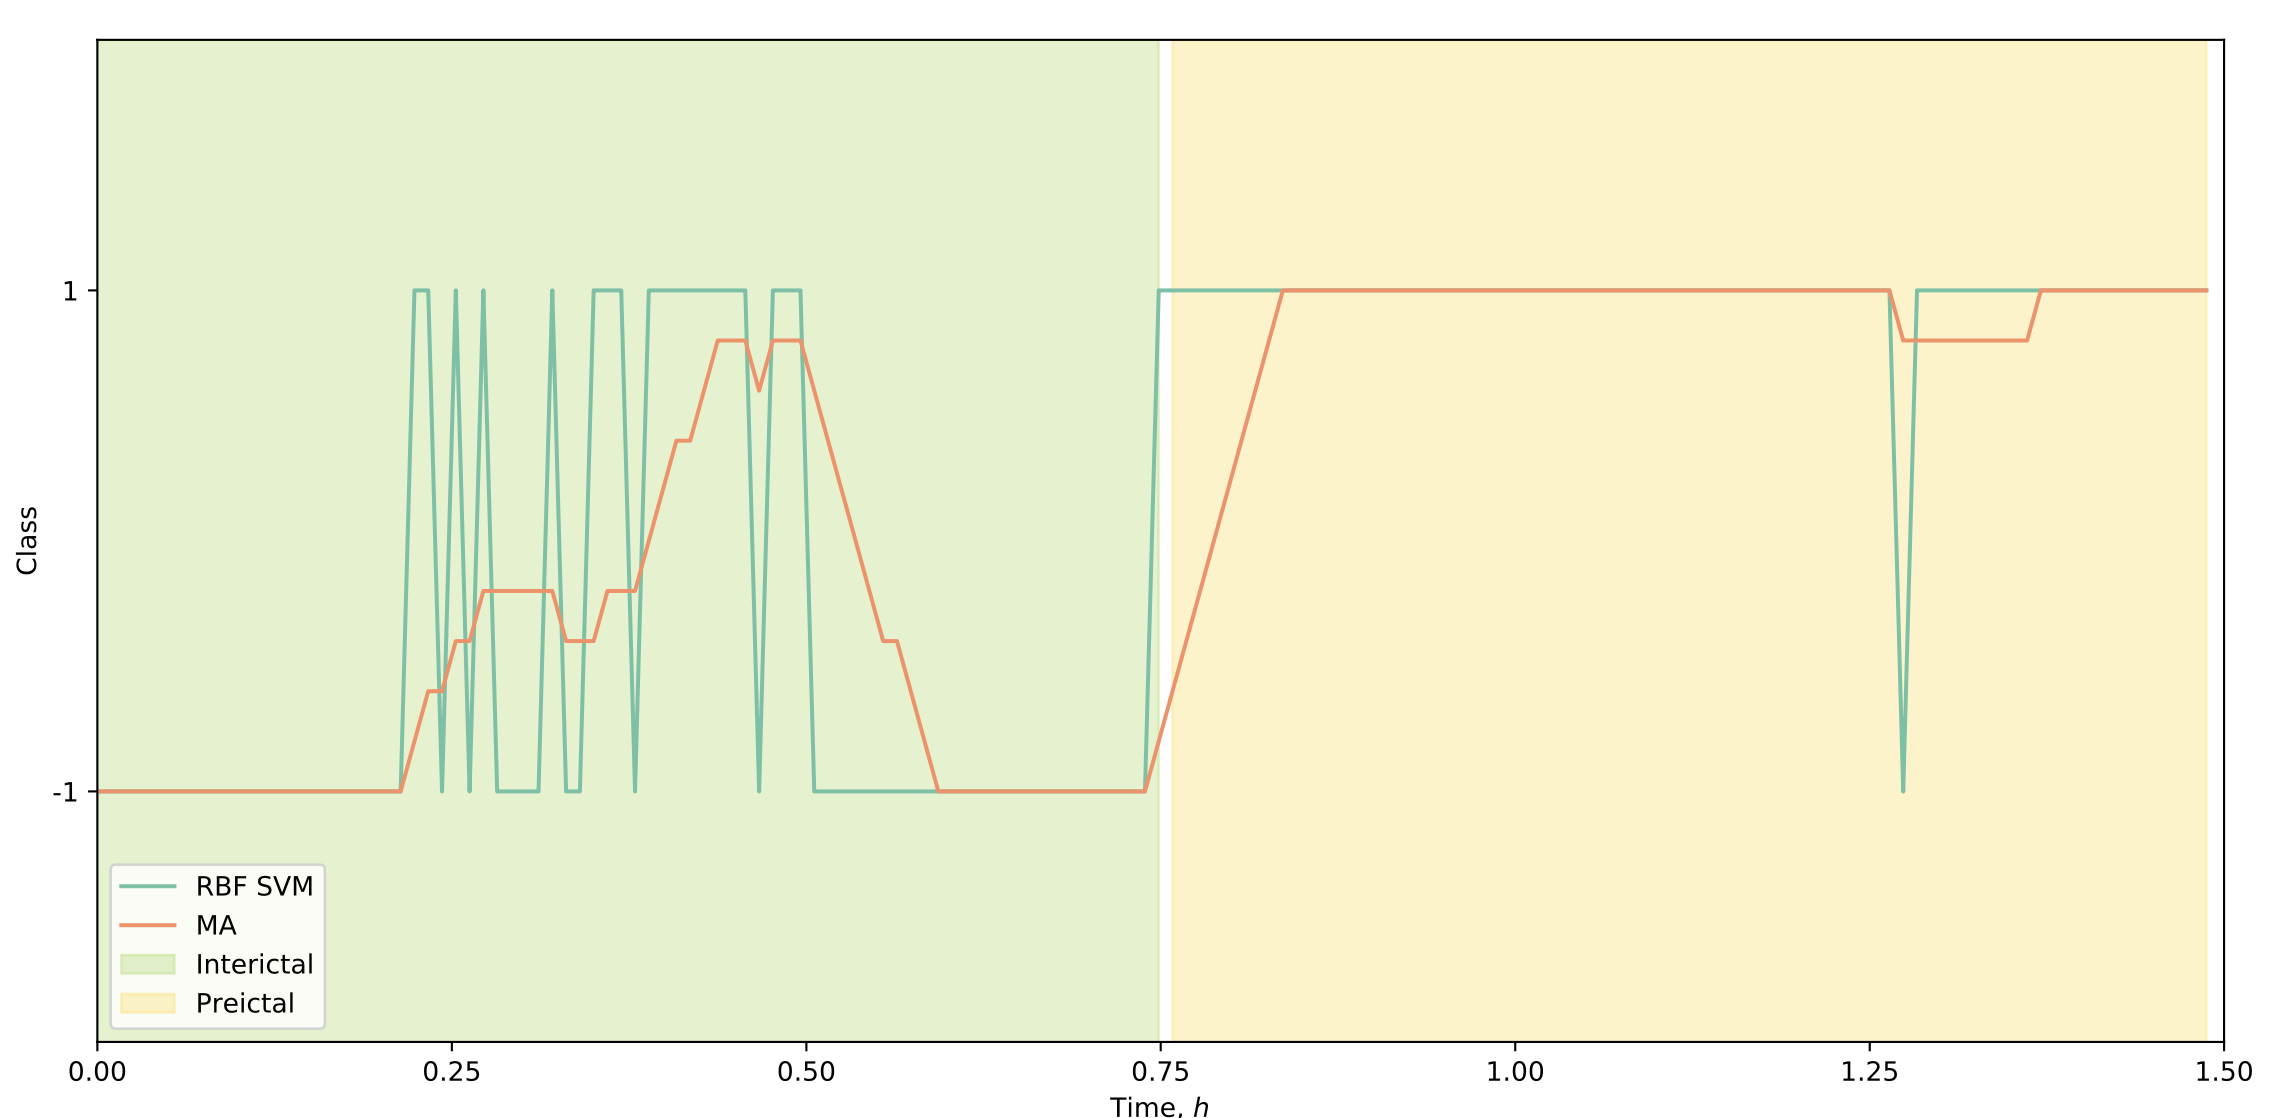 1
Class
-1
RBF SVM
MA
Interictal
Preictal
0.00 0.25 0.50 0.75 1.00 1.25 1.50
Time, h